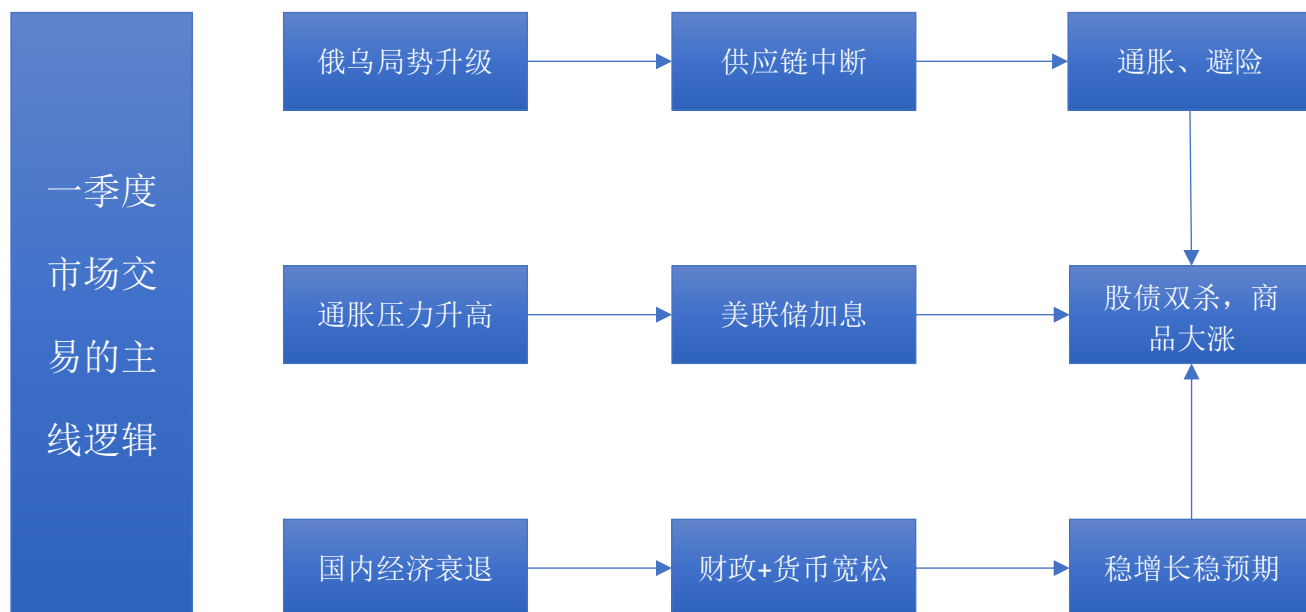 一季度
市场交
易的主
线逻辑
俄乌局势升级
供应链中断
通胀、避险
通胀压力升高
美联储加息
股债双杀，商
品大涨
国内经济衰退
财政+货币宽松
稳增长稳预期